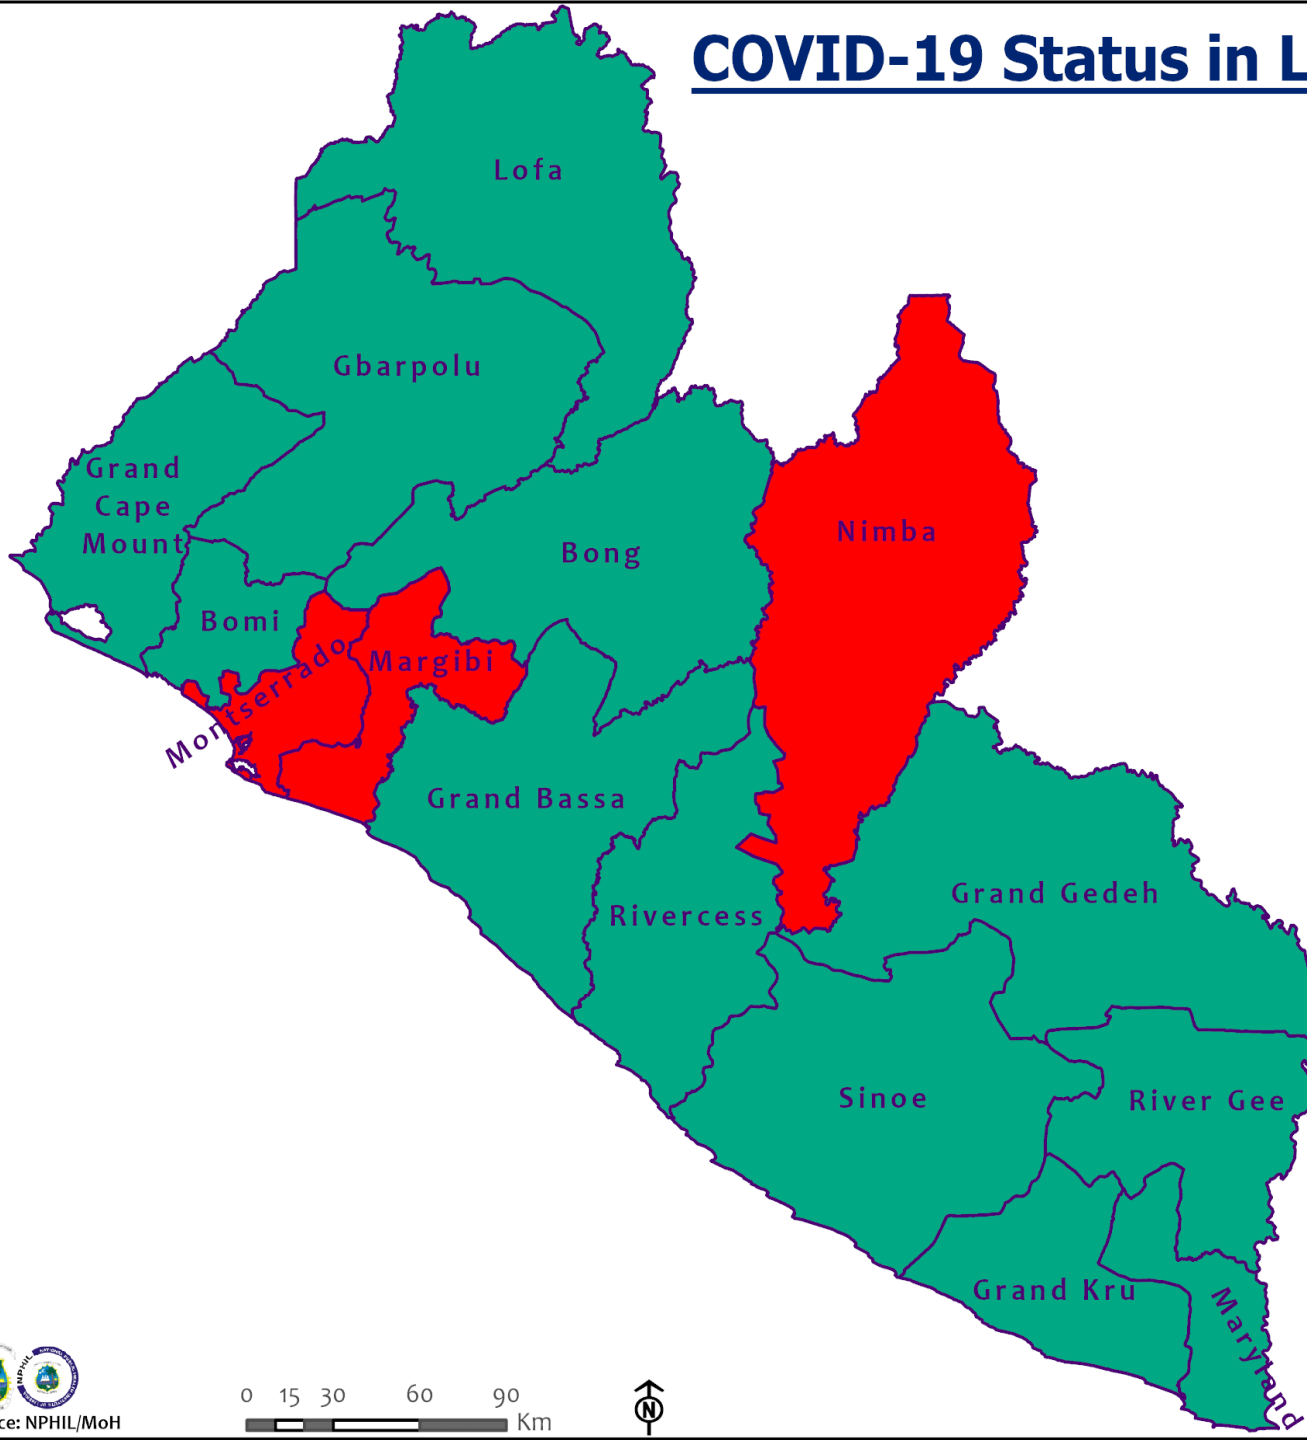 COVID-19 Status in L
Lofa
Gbarpolu
Grand
Cape
Mount
Nimba
Bong
Bomi
Margibi
Montserrado
Grand Bassa
Grand Gedeh
Rivercess
Sinoe
River Gee
Grand Kru
Maryland
NPHIL
0 15 30 60 90
Km
N
ce: NPHIL/MoH